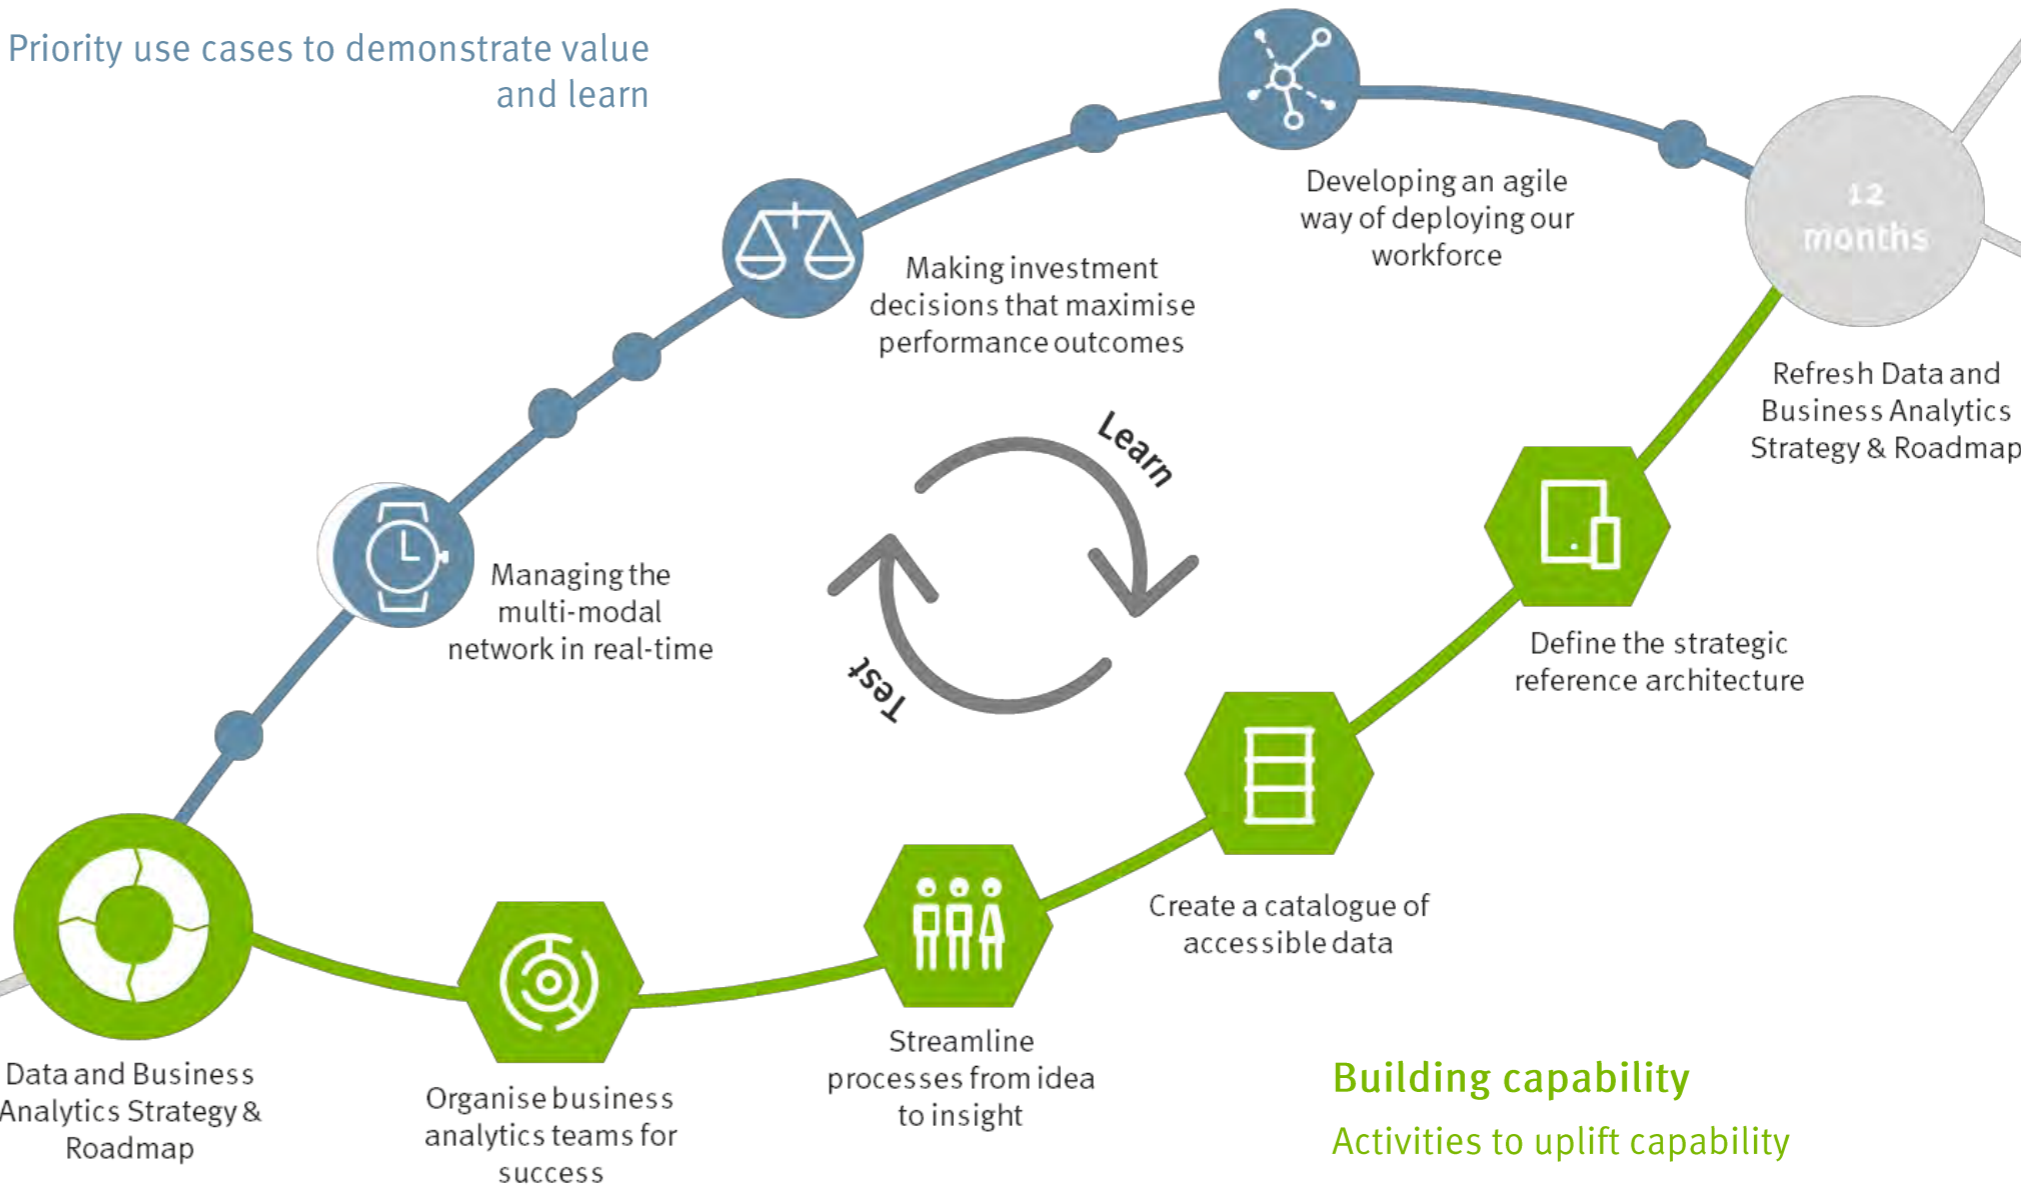 Priority use cases to demonstrate value
and learn
12
months
Developing an agile
way of deploying our
workforce
Making investment
decisions that maximise
performance outcomes
Refresh Data and
Business Analytics
Strategy & Roadmap
Learn
Managing the
multi-modal
network in real-time
Test
Define the strategic
reference architecture
Create a catalogue of
accessible data
Streamline
processes from idea
to insight
Data and Business
Analytics Strategy &
Roadmap
Organise business
analytics teams for
success
Building capability
Activities to uplift capability